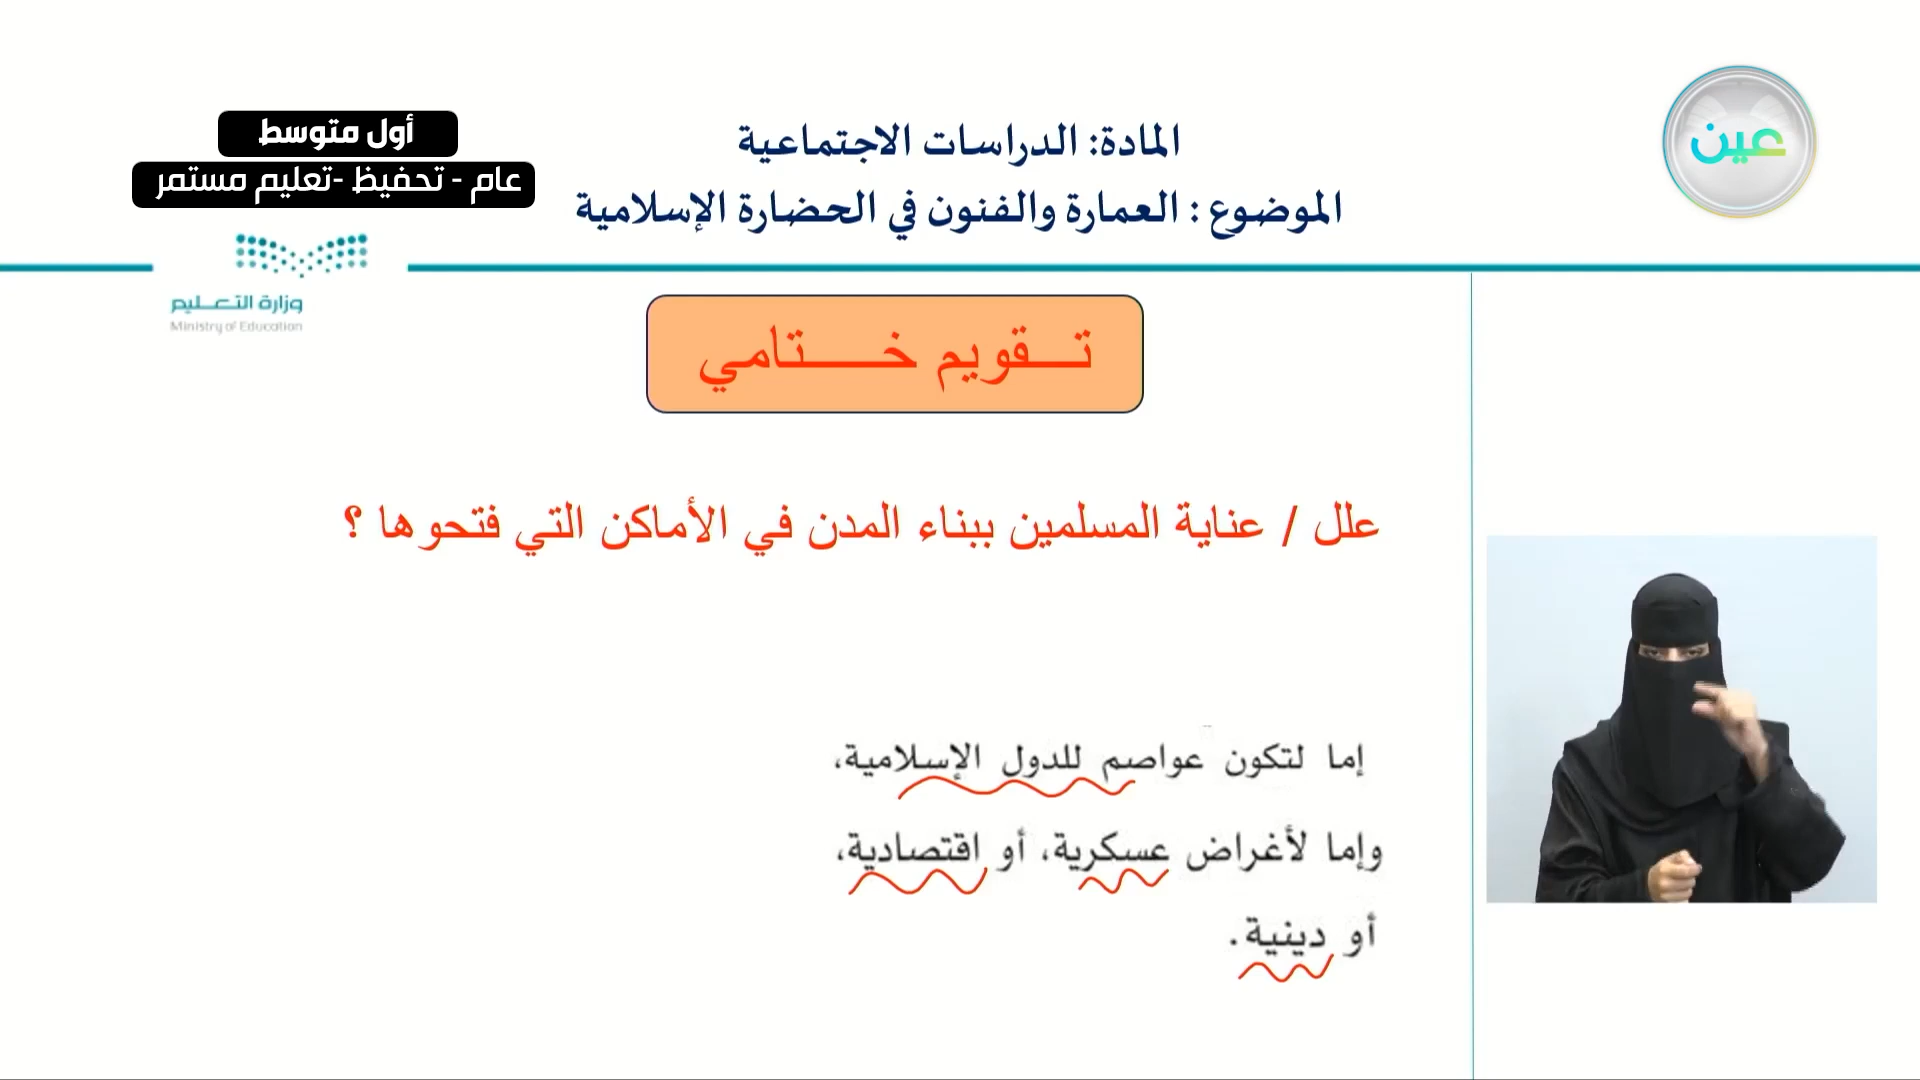 عين
المادة: الدراسات الاجتماعية
الموضوع : العمارة والفنون في الحضارة الإسلامية
أول متوسط
عام - تحفيظ -تعليم مستمر
وزارة التعليم
Ministry of Education
تقويم ختامي
علل / عناية المسلمين ببناء المدن في الأماكن التي فتحوها ؟
إما لتكون عواصم للدول الإسلامية،
وإما لأغراض عسكرية، أو اقتصادية،
أو دينية.